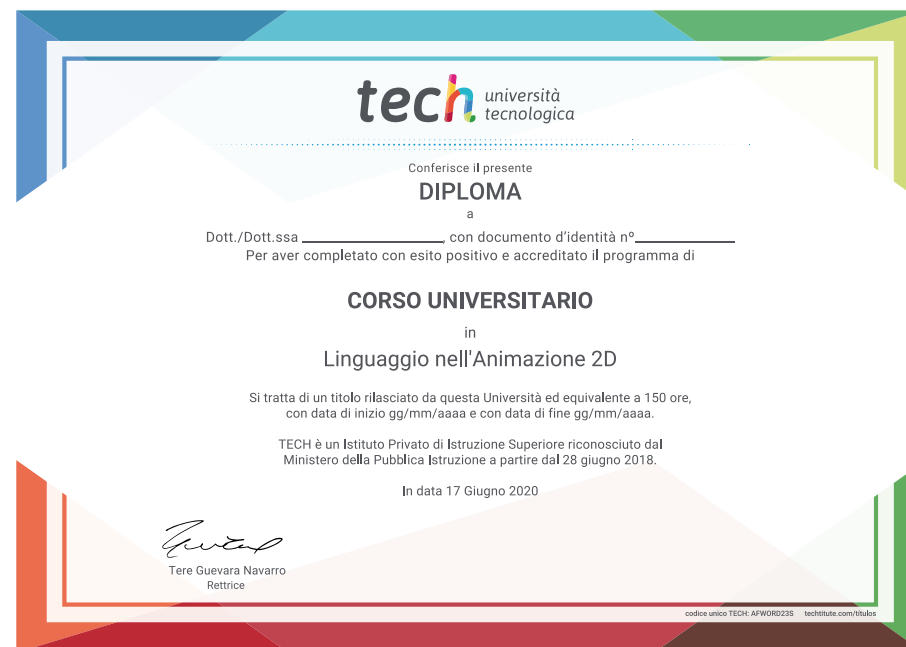 tech università
tecnologica
Conferisce il presente
DIPLOMA
a
Dott./Dott.ssa ____________________, con documento d'identità nº______________
Per aver completato con esito positivo e accreditato il programma di
CORSO UNIVERSITARIO
in
Linguaggio nell'Animazione 2D
Si tratta di un titolo rilasciato da questa Università ed equivalente a 150 ore,
con data di inizio gg/mm/aaaa e con data di fine gg/mm/aaaa.
TECH è un Istituto Privato di Istruzione Superiore riconosciuto dal
Ministero della Pubblica Istruzione a partire dal 28 giugno 2018.
In data 17 Giugno 2020
Tere Guevara Navarro
Rettrice
codice unico TECH: AFWORD23S techtitute.com/titulos